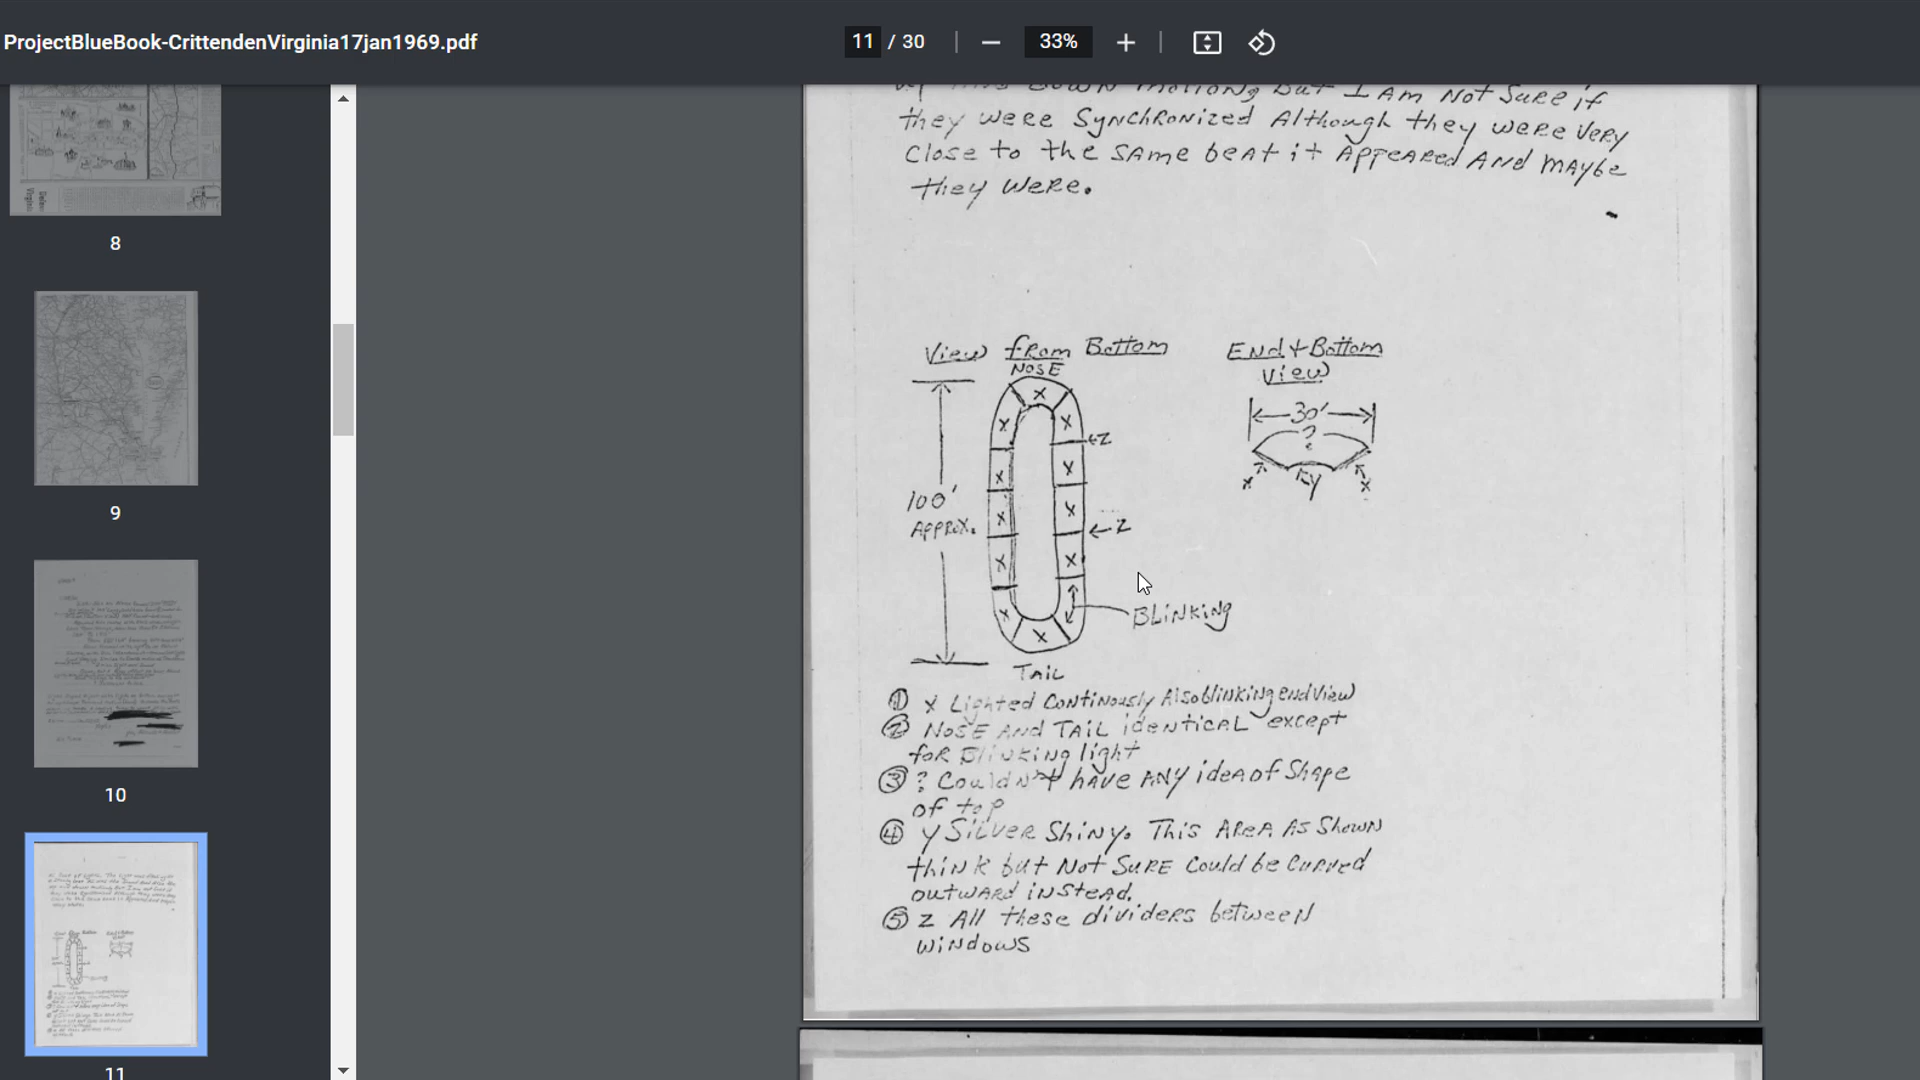 ProjectBlueBook-CrittendenVirginia17jan1969.pdf
11 / 30
33%
8
9
10
11
DOWN motions but I Am Not Sure if
they were SynchRonized Although they were Very
Close to the SAme beat it AppeaRed And mAybe
they WeRe.
View from Bottom
NOSE
End + Bottom
View
30'
?
x
y
x
x
x
x
x
x
x
x
x
x
x
x
x
←Z
←Z
100'
Approx.
BLinking
TAiL
① x Lighted Continously Also blinking end View
② NOSE AND TAIL identicAL except
foR BLinking light
③ ? Couldn't hAve ANY ideA of Shape
of top
④ y SiLveR Shiny. This AReA As Shown
think but Not SuRe Could be CuRved
outwaRd instead.
⑤ z All these dividers between
windows